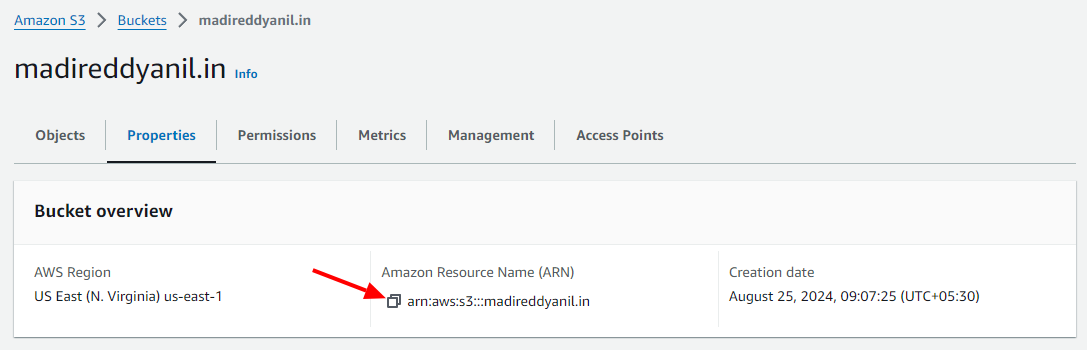 Amazon S3 > Buckets > madireddyanil.in
madireddyanil.in Info
Objects Properties Permissions Metrics Management Access Points
Bucket overview
AWS Region
US East (N. Virginia) us-east-1
Amazon Resource Name (ARN)
arn:aws:s3:::madireddyanil.in
Creation date
August 25, 2024, 09:07:25 (UTC+05:30)